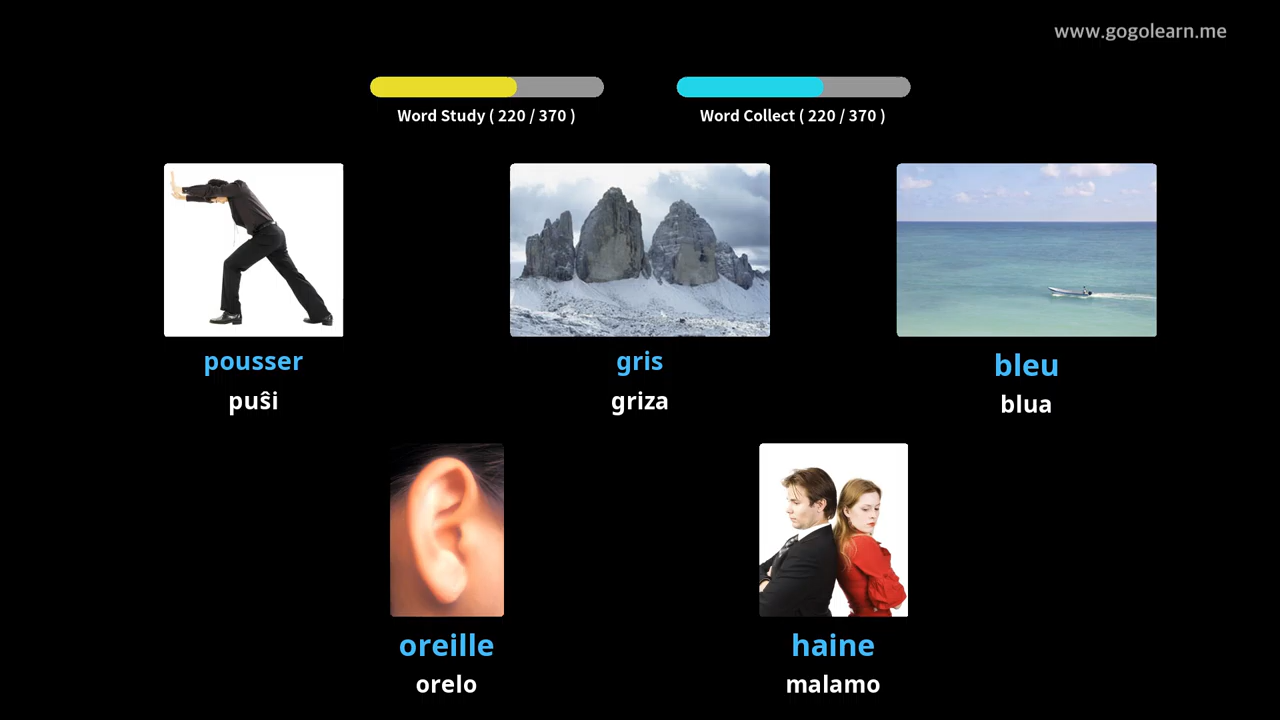 www.gogolearn.me
Word Study ( 220 / 370 )
Word Collect ( 220 / 370 )
pousser
puŝi
gris
griza
bleu
blua
oreille
orelo
haine
malamo